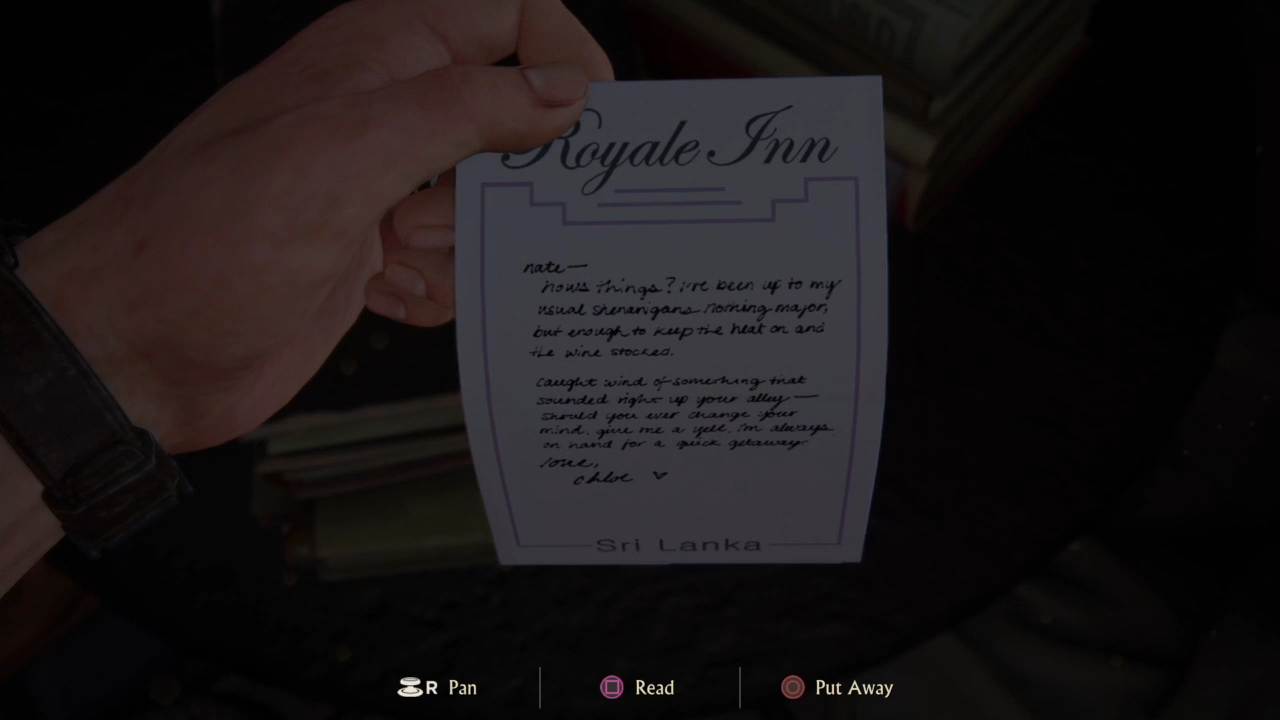 Royale Inn
nate—
hows things? i've been up to my
usual shenanigans. nothing major,
but enough to keep the heat on and
the wine stocked.
caught wind of something that
sounded right up your alley—
should you ever change your
mind, give me a yell. i'm always
on hand for a quick getaway.
love,
chloe
Sri Lanka
R Pan
Read
Put Away